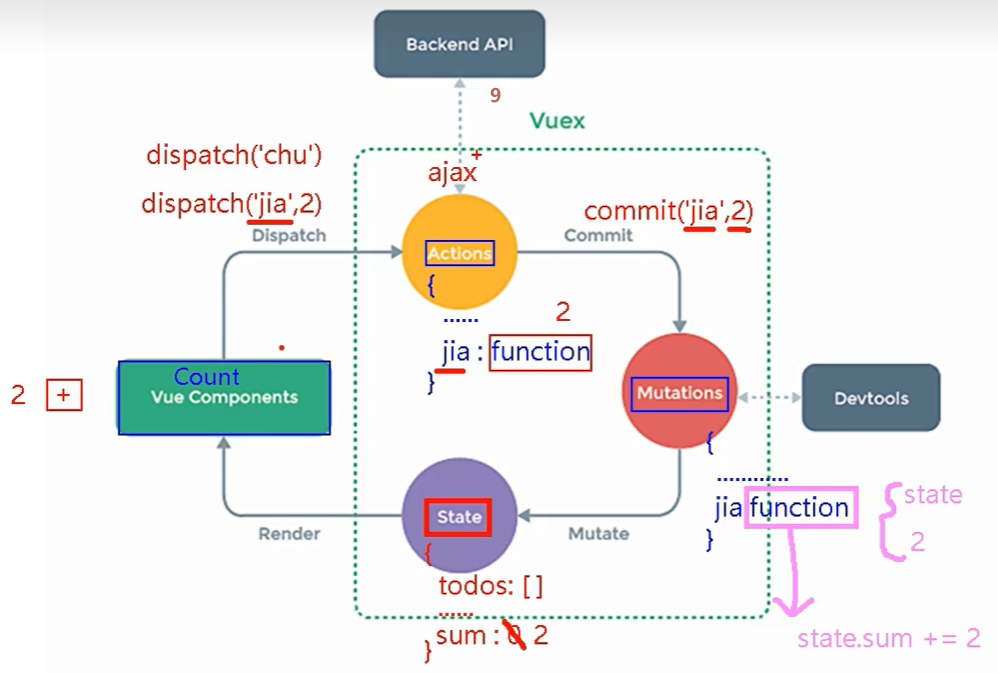 Backend API
9
Vuex
dispatch('chu')
ajax
+
dispatch('jia',2)
commit('jia',2)
Dispatch
Commit
Actions
{
......
2
jia : function
}
Count
Vue Components
2 +
Mutations
Devtools
{
............
jia function
}
state
2
State
Render
Mutate
{
todos: [ ]
......
sum : 0 2
}
state.sum += 2